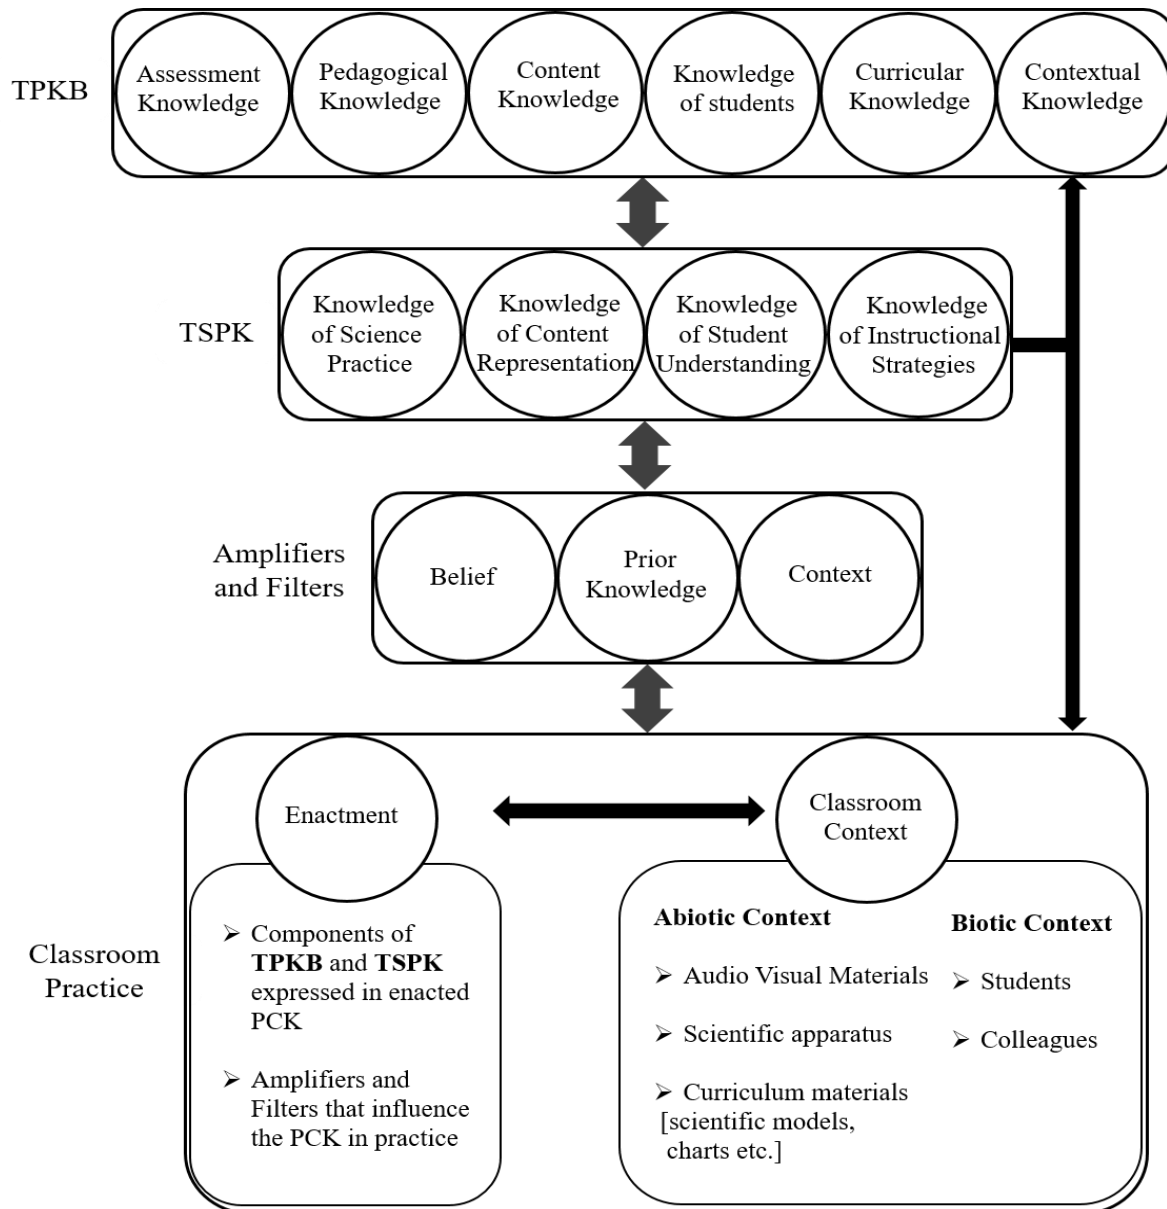 TPKB
Assessment
Knowledge
Pedagogical
Knowledge
Content
Knowledge
Knowledge
of students
Curricular
Knowledge
Contextual
Knowledge
TSPK
Knowledge
of Science
Practice
Knowledge
of Content
Representation
Knowledge
of Student
Understanding
Knowledge
of Instructional
Strategies
Amplifiers
and Filters
Belief
Prior
Knowledge
Context
Classroom
Practice
Enactment
➢ Components of
TPKB and TSPK
expressed in enacted
PCK
➢ Amplifiers and
Filters that influence
the PCK in practice
Classroom
Context
Abiotic Context
➢ Audio Visual Materials
➢ Scientific apparatus
➢ Curriculum materials
[scientific models,
charts etc.]
Biotic Context
➢ Students
➢ Colleagues